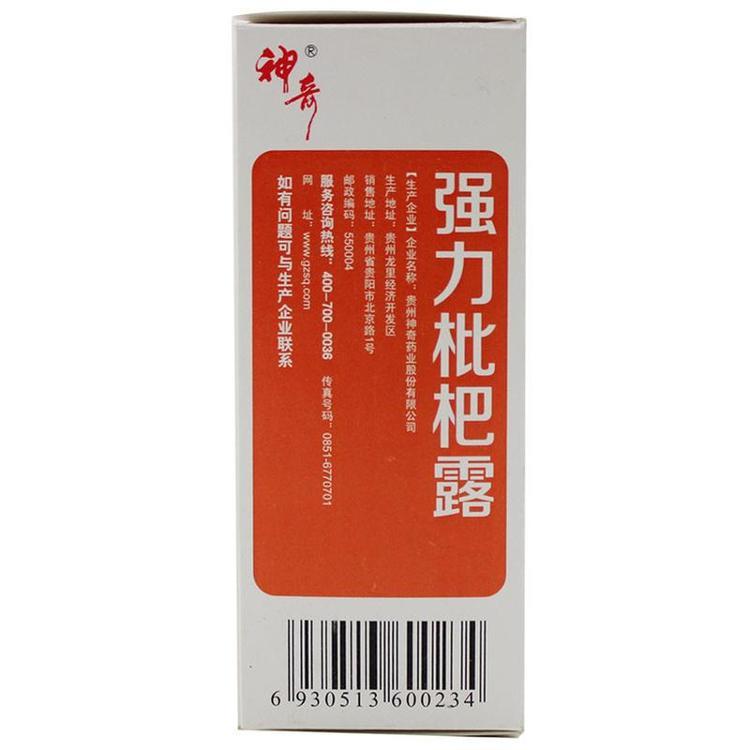 神奇®
强力枇杷露
【生产企业】企业名称：贵州神奇药业股份有限公司
生产地址：贵州龙里经济开发区
销售地址：贵州省贵阳市北京路1号
邮政编码：550004
服务咨询热线：400-700-0036 传真号码：0851-6770701
网 址：www.gzsq.com
如有问题可与生产企业联系
6 930513 600234